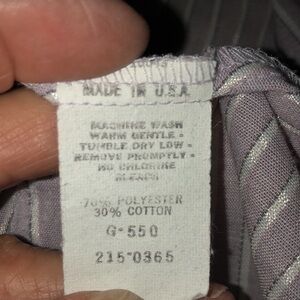 MADE IN U.S.A.
MACHINE WASH
WARM GENTLE -
TUMBLE DRY LOW -
REMOVE PROMPTLY -
NO CHLORINE
BLEACH
70% POLYESTER
30% COTTON
G-550
215-0365